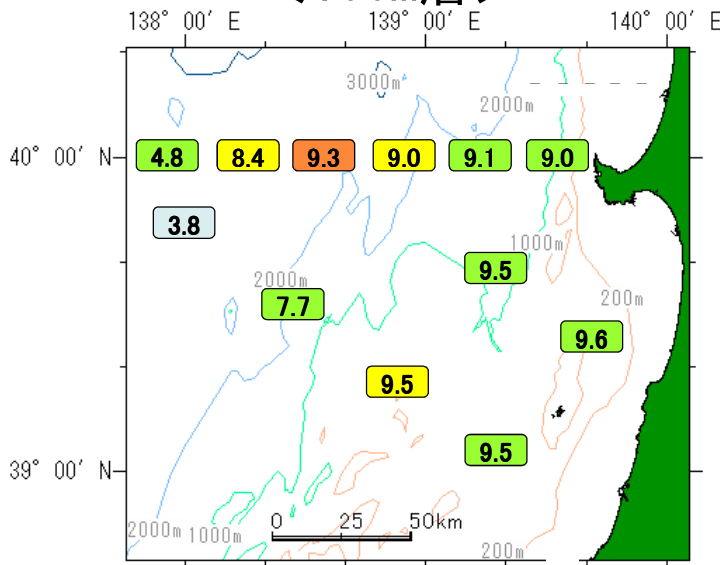 138° 00′ E 139° 00′ E 140° 00′ E
3000m
2000m
40° 00′ N
4.8 8.4 9.3 9.0 9.1 9.0
3.8
1000m
9.5
2000m
7.7
200m
9.6
9.5
9.5
39° 00′ N
0 25 50km
2000m 1000m
200m